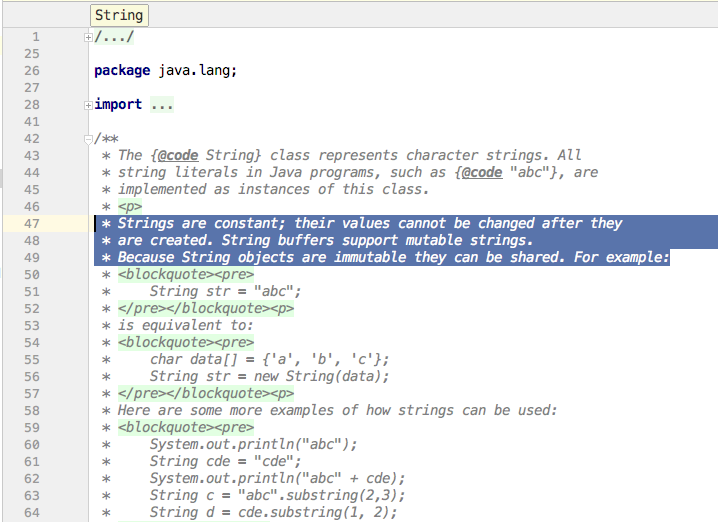 String
1 /.../
25
26 package java.lang;
27
28 import ...
41
42 /**
43 * The {@code String} class represents character strings. All
44 * string literals in Java programs, such as {@code "abc"}, are
45 * implemented as instances of this class.
46 * <p>
47 * Strings are constant; their values cannot be changed after they
48 * are created. String buffers support mutable strings.
49 * Because String objects are immutable they can be shared. For example:
50 * <blockquote><pre>
51 *     String str = "abc";
52 * </pre></blockquote><p>
53 * is equivalent to:
54 * <blockquote><pre>
55 *     char data[] = {'a', 'b', 'c'};
56 *     String str = new String(data);
57 * </pre></blockquote><p>
58 * Here are some more examples of how strings can be used:
59 * <blockquote><pre>
60 *     System.out.println("abc");
61 *     String cde = "cde";
62 *     System.out.println("abc" + cde);
63 *     String c = "abc".substring(2,3);
64 *     String d = cde.substring(1, 2);